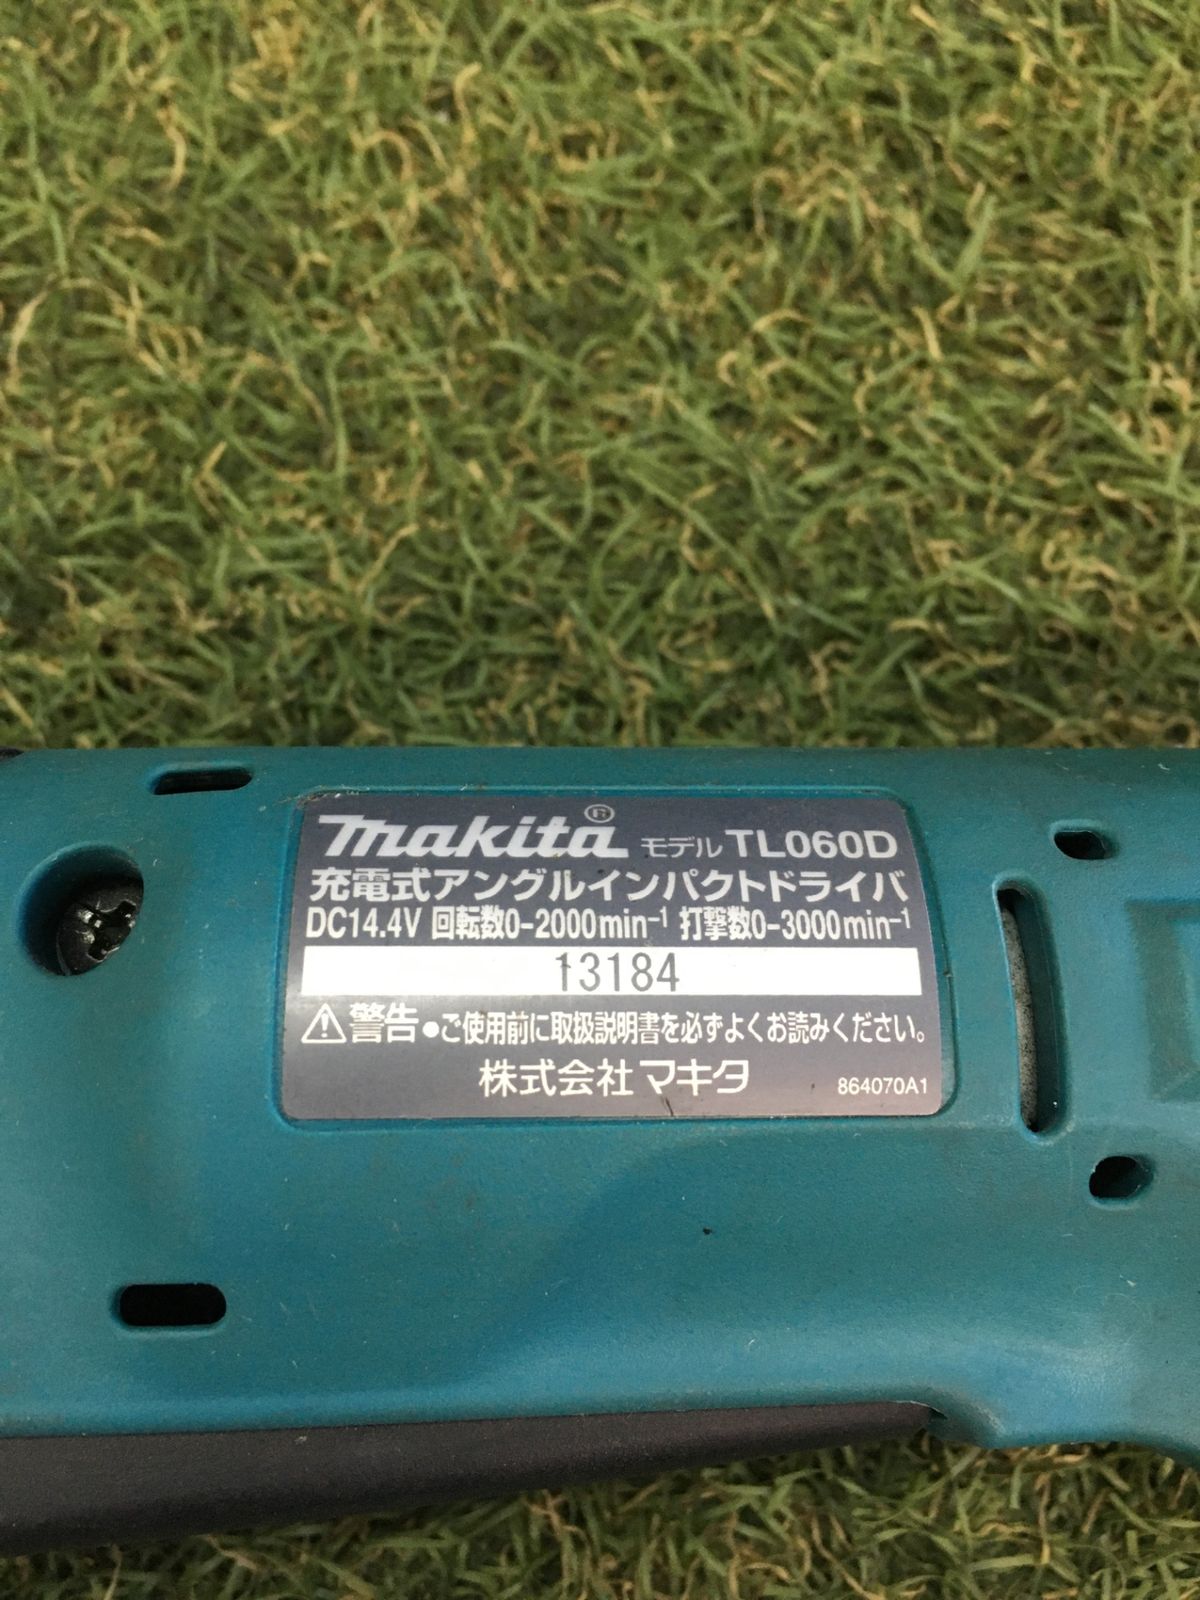 makita® モデル TL060D
充電式アングルインパクトドライバ
DC14.4V 回転数0-2000min⁻¹ 打撃数0-3000min⁻¹
13184
⚠警告 ●ご使用前に取扱説明書を必ずよくお読みください。
株式会社 マキタ 864070A1